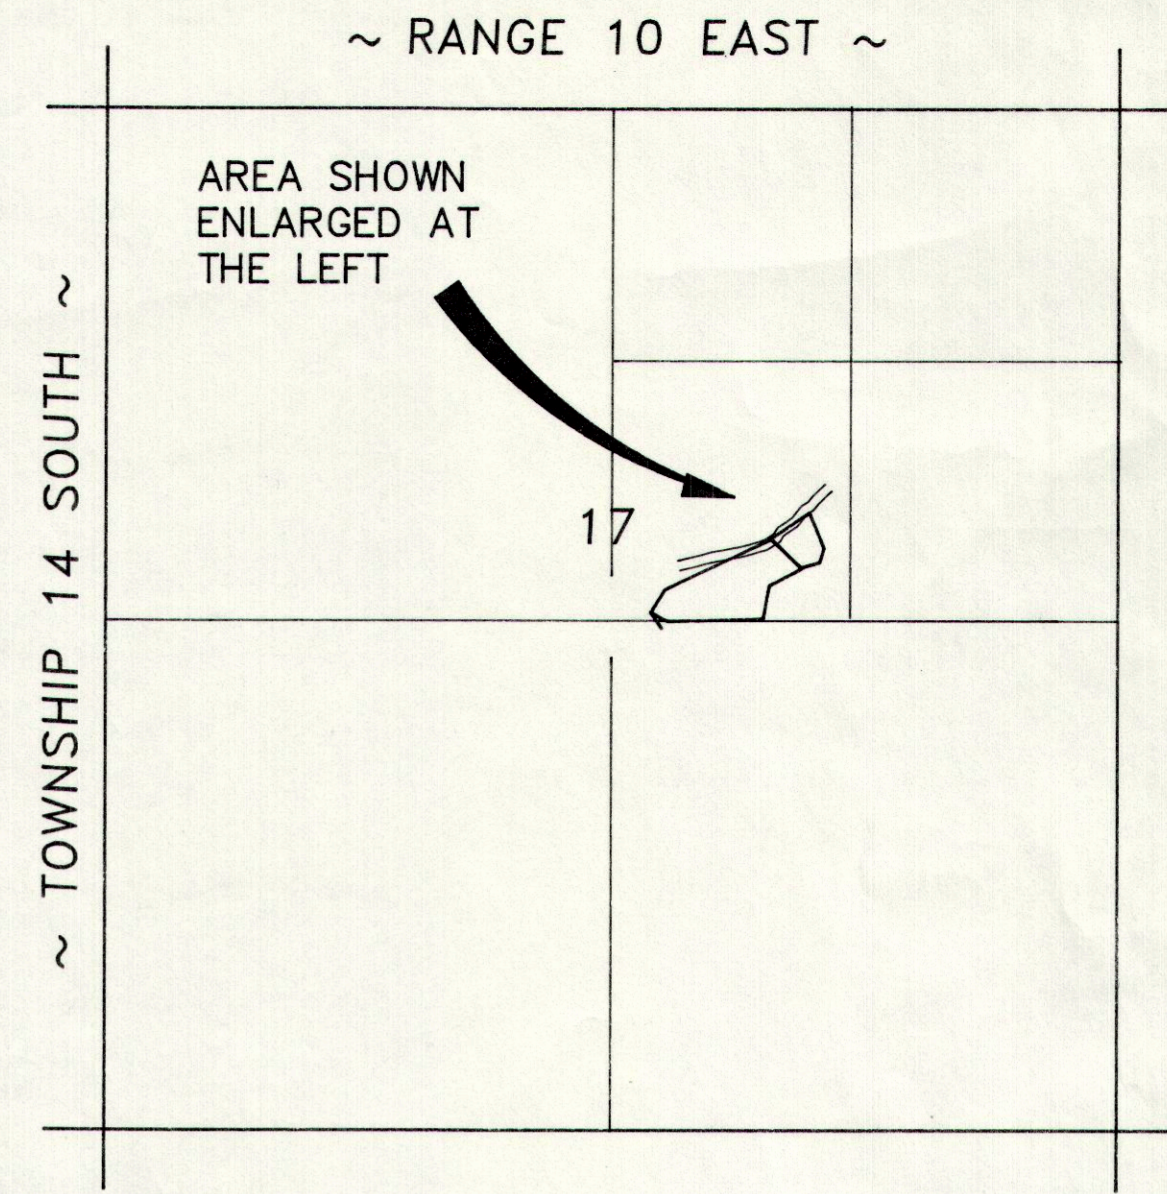 ~ RANGE 10 EAST ~
AREA SHOWN
ENLARGED AT
THE LEFT
~ TOWNSHIP 14 SOUTH ~
17